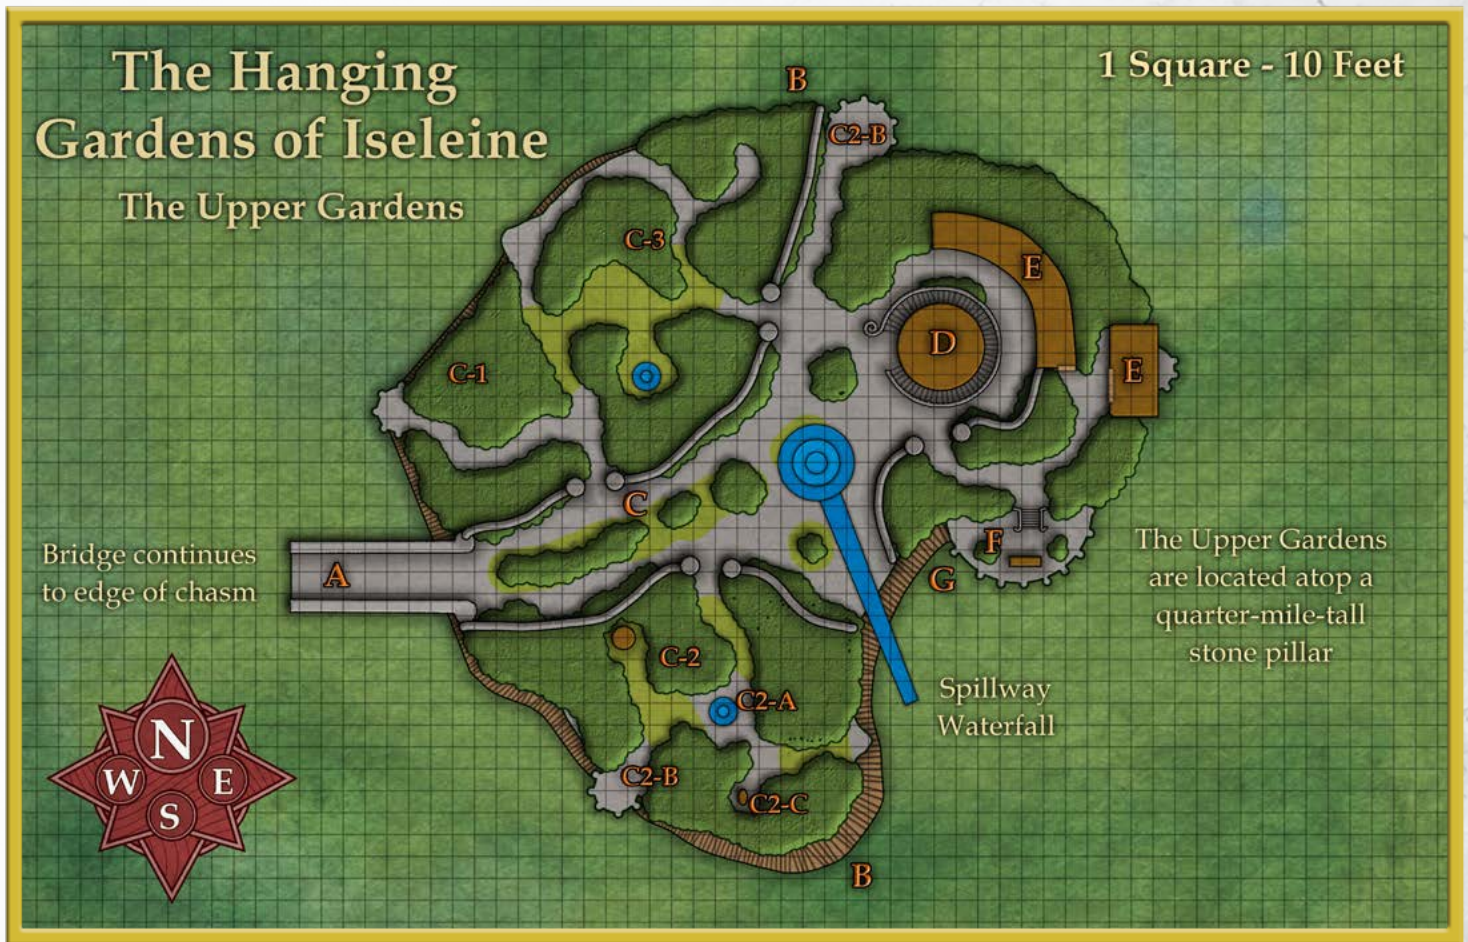 The Hanging
Gardens of Iseleine
The Upper Gardens
1 Square - 10 Feet
B
C2-B
C-3
E
D
E
C-1
C
F
Bridge continues
to edge of chasm
A
G
The Upper Gardens
are located atop a
quarter-mile-tall
stone pillar
C-2
C2-A
Spillway
Waterfall
C2-B
C2-C
B
N
W
E
S